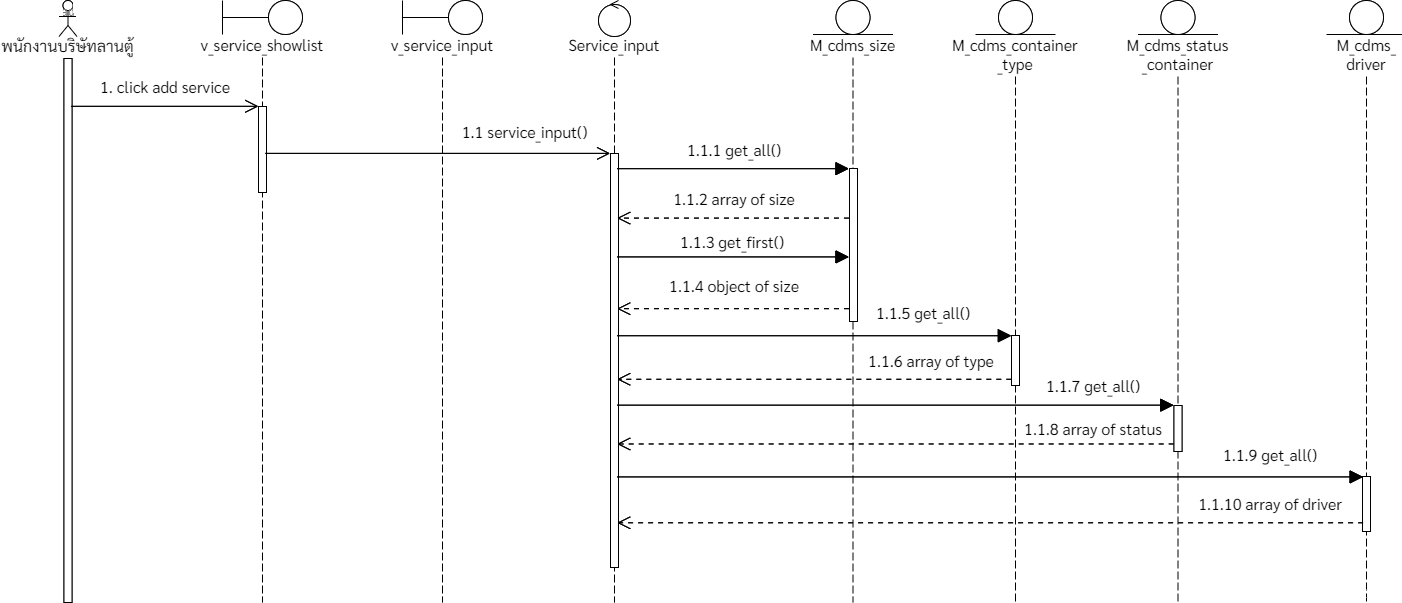 พนักงานบริษัทลานตู้
v_service_showlist
v_service_input
Service_input
M_cdms_size
M_cdms_container
_type
M_cdms_status
_container
M_cdms_
driver
1. click add service
1.1 service_input()
1.1.1 get_all()
1.1.2 array of size
1.1.3 get_first()
1.1.4 object of size
1.1.5 get_all()
1.1.6 array of type
1.1.7 get_all()
1.1.8 array of status
1.1.9 get_all()
1.1.10 array of driver